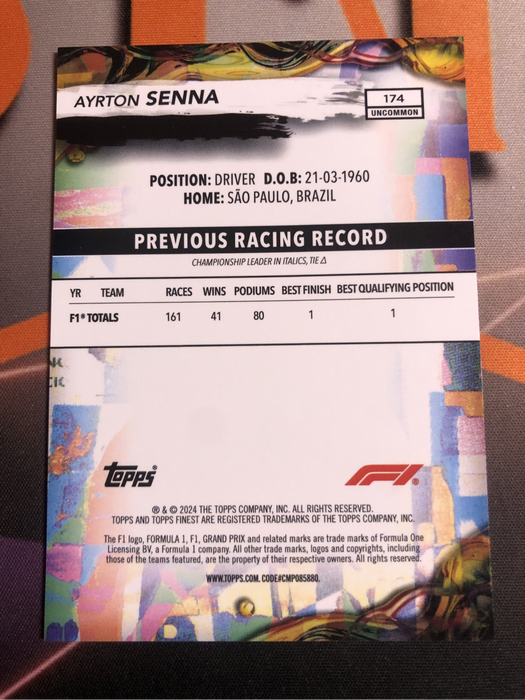 AYRTON SENNA
174
UNCOMMON
POSITION: DRIVER D.O.B: 21-03-1960
HOME: SÃO PAULO, BRAZIL
PREVIOUS RACING RECORD
CHAMPIONSHIP LEADER IN ITALICS, TIE Δ
YR TEAM RACES WINS PODIUMS BEST FINISH BEST QUALIFYING POSITION
F1® TOTALS 161 41 80 1 1
topps®
F1®
® & © 2024 THE TOPPS COMPANY, INC. ALL RIGHTS RESERVED.
TOPPS AND TOPPS FINEST ARE REGISTERED TRADEMARKS OF THE TOPPS COMPANY, INC.
The F1 logo, FORMULA 1, F1, GRAND PRIX and related marks are trade marks of Formula One
Licensing BV, a Formula 1 company. All other trade marks, logos and copyrights, including
those of the teams featured, are the property of their respective owners. All rights reserved.
WWW.TOPPS.COM. CODE#CMP085880.